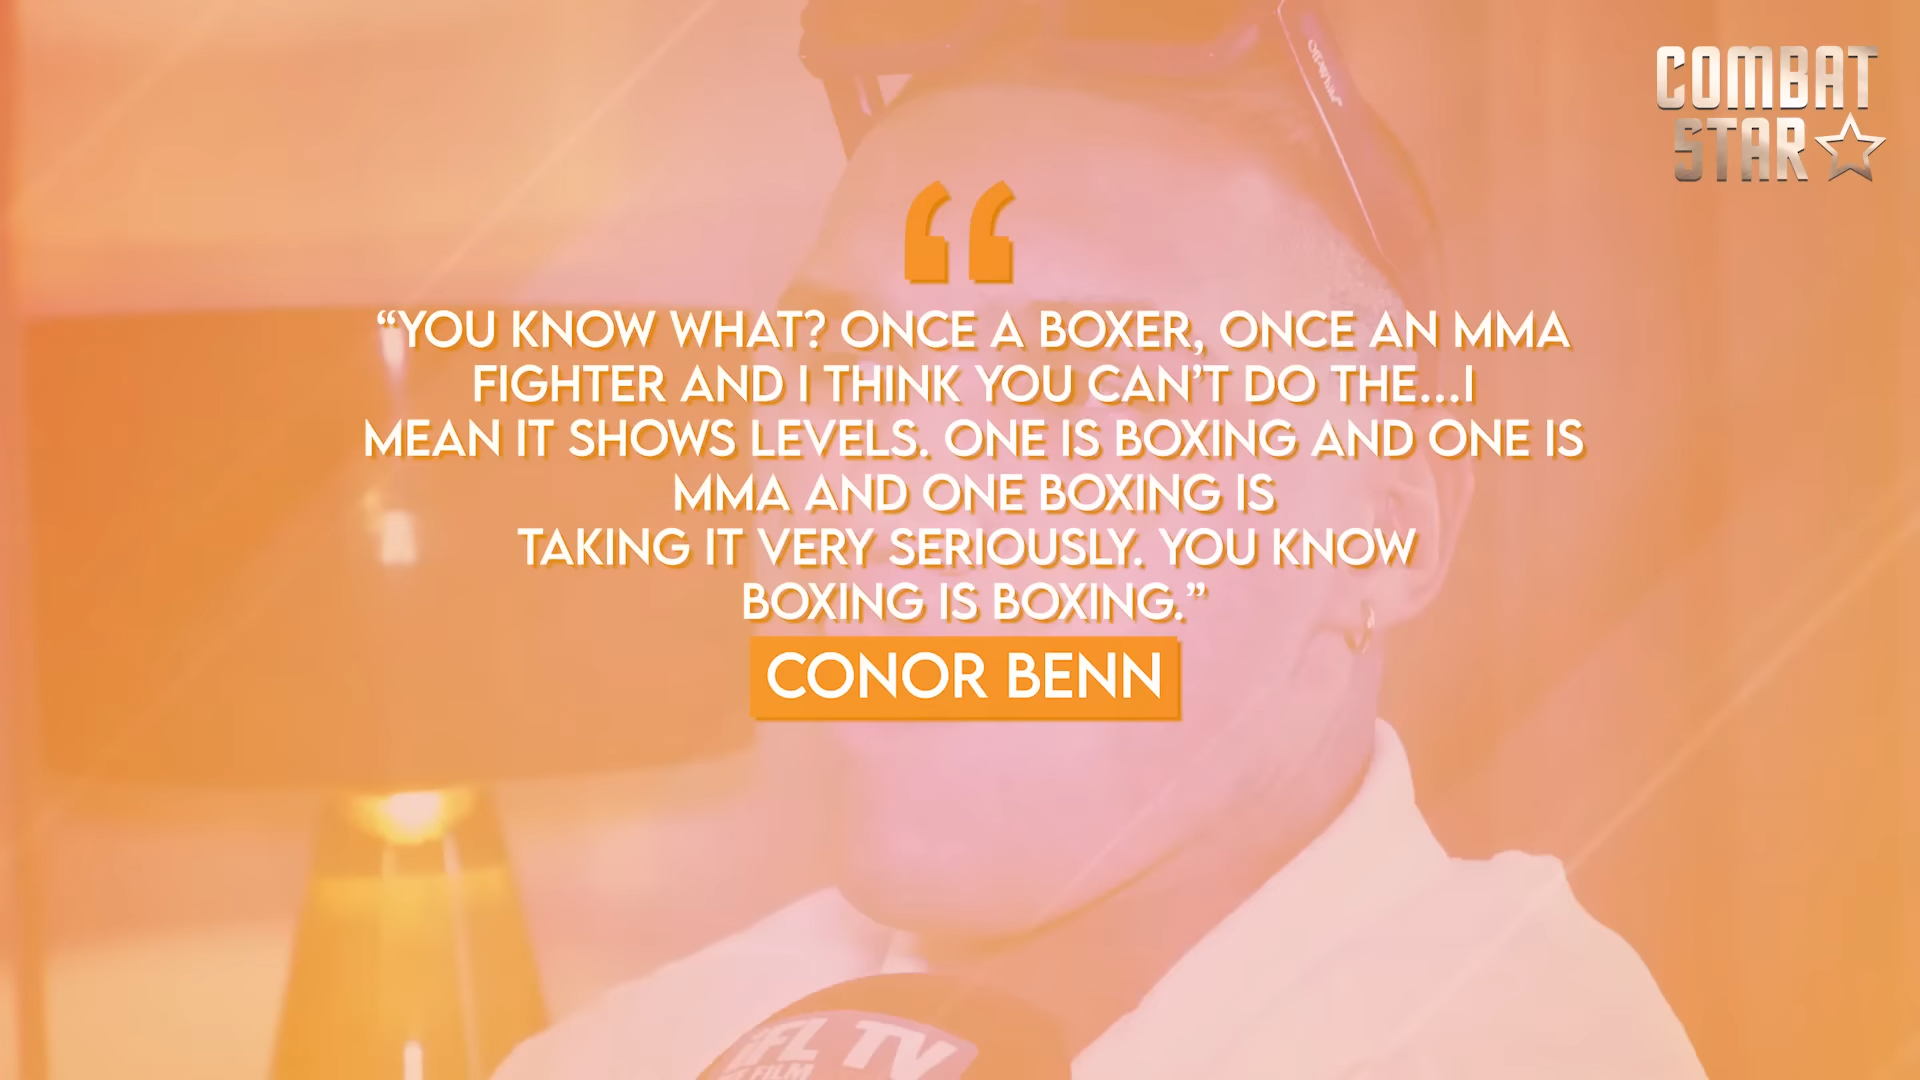 COMBAT
STAR
“YOU KNOW WHAT? ONCE A BOXER, ONCE AN MMA
FIGHTER AND I THINK YOU CAN’T DO THE...I
MEAN IT SHOWS LEVELS. ONE IS BOXING AND ONE IS
MMA AND ONE BOXING IS
TAKING IT VERY SERIOUSLY. YOU KNOW
BOXING IS BOXING.”
CONOR BENN
iFL TV
FILM